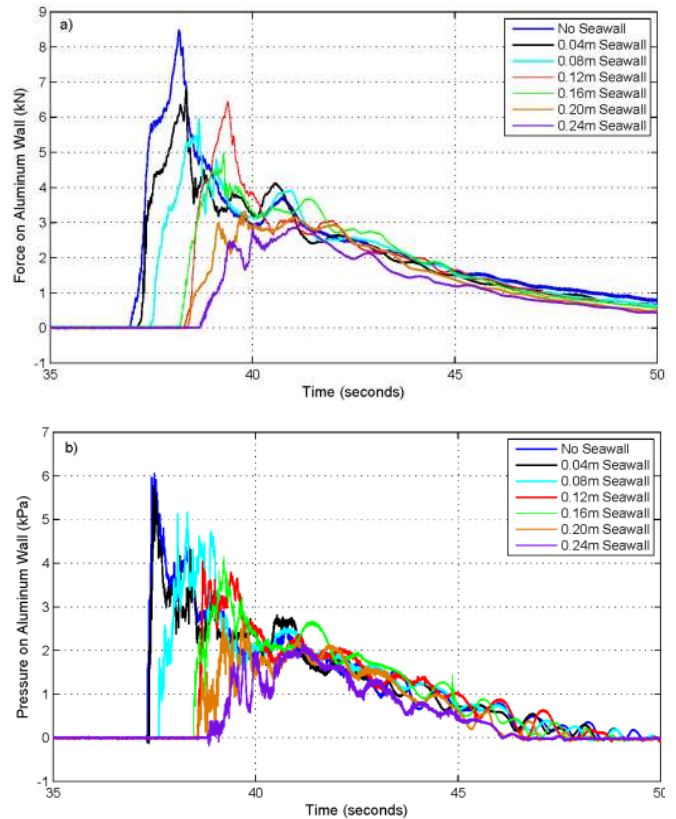 a)
9
8
7
6
5
4
3
2
1
0
-1
Force on Aluminum Wall (kN)
No Seawall
0.04m Seawall
0.08m Seawall
0.12m Seawall
0.16m Seawall
0.20m Seawall
0.24m Seawall
35 40 45 50
Time (seconds)
b)
7
6
5
4
3
2
1
0
-1
Pressure on Aluminum Wall (kPa)
No Seawall
0.04m Seawall
0.08m Seawall
0.12m Seawall
0.16m Seawall
0.20m Seawall
0.24m Seawall
35 40 45 50
Time (seconds)